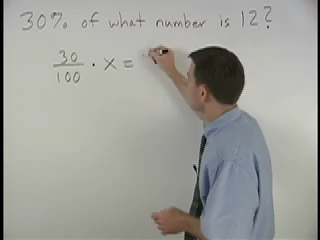 30% of what number is 12?
30/100 · x =